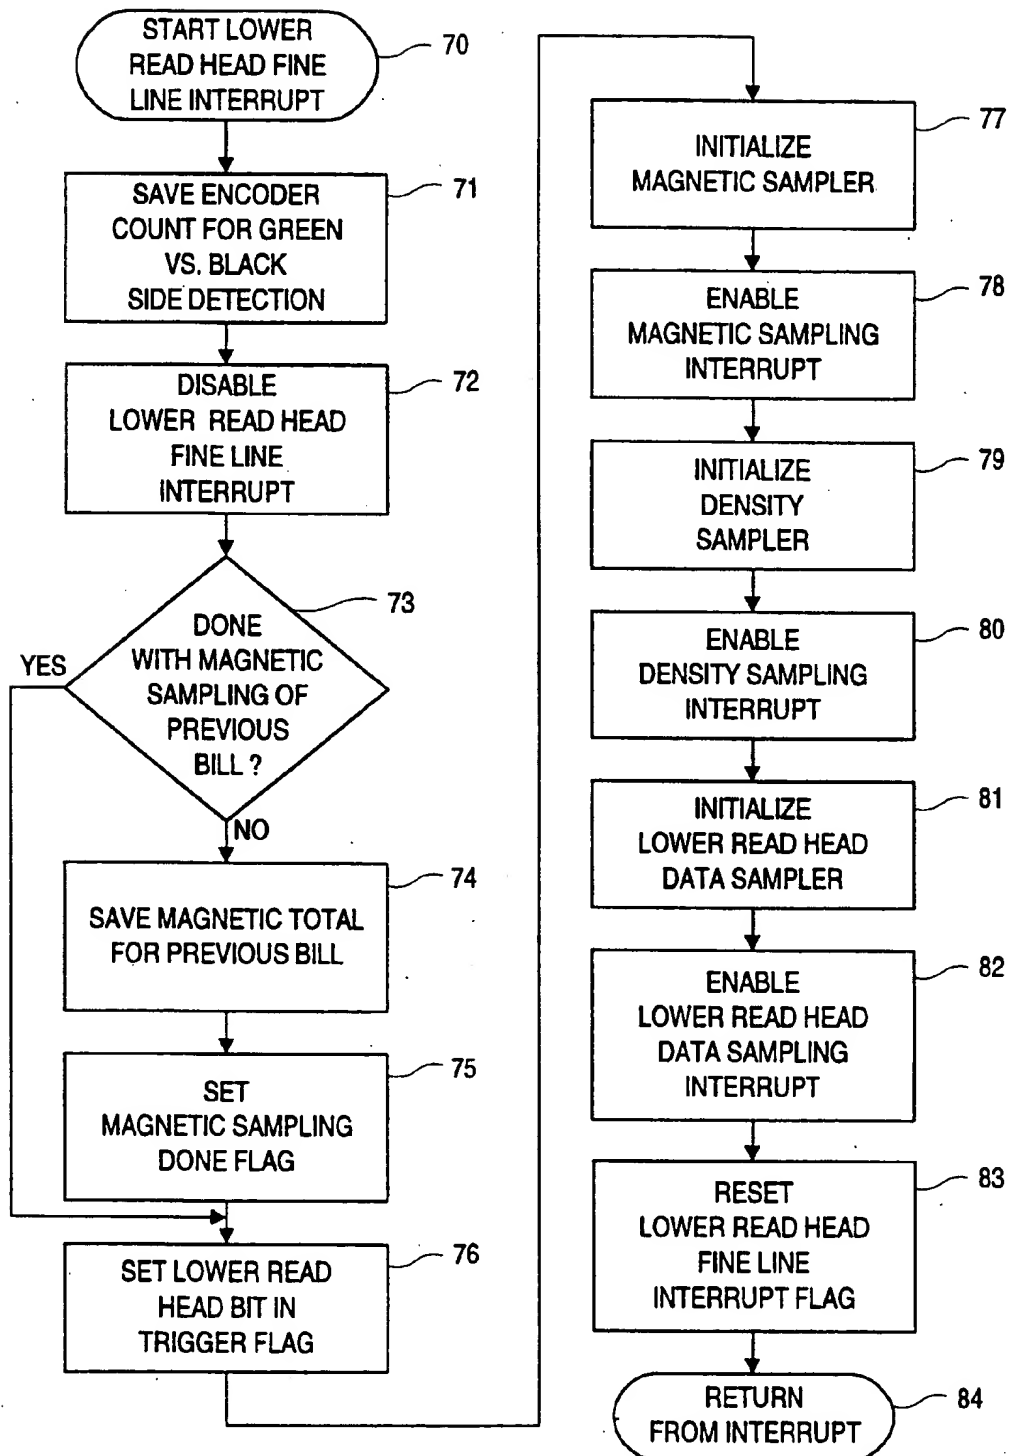 START LOWER
READ HEAD FINE
LINE INTERRUPT
70
SAVE ENCODER
COUNT FOR GREEN
VS. BLACK
SIDE DETECTION
71
DISABLE
LOWER READ HEAD
FINE LINE
INTERRUPT
72
DONE
WITH MAGNETIC
SAMPLING OF
PREVIOUS
BILL ?
73
YES
NO
SAVE MAGNETIC TOTAL
FOR PREVIOUS BILL
74
SET
MAGNETIC SAMPLING
DONE FLAG
75
SET LOWER READ
HEAD BIT IN
TRIGGER FLAG
76
INITIALIZE
MAGNETIC SAMPLER
77
ENABLE
MAGNETIC SAMPLING
INTERRUPT
78
INITIALIZE
DENSITY
SAMPLER
79
ENABLE
DENSITY SAMPLING
INTERRUPT
80
INITIALIZE
LOWER READ HEAD
DATA SAMPLER
81
ENABLE
LOWER READ HEAD
DATA SAMPLING
INTERRUPT
82
RESET
LOWER READ HEAD
FINE LINE
INTERRUPT FLAG
83
RETURN
FROM INTERRUPT
84